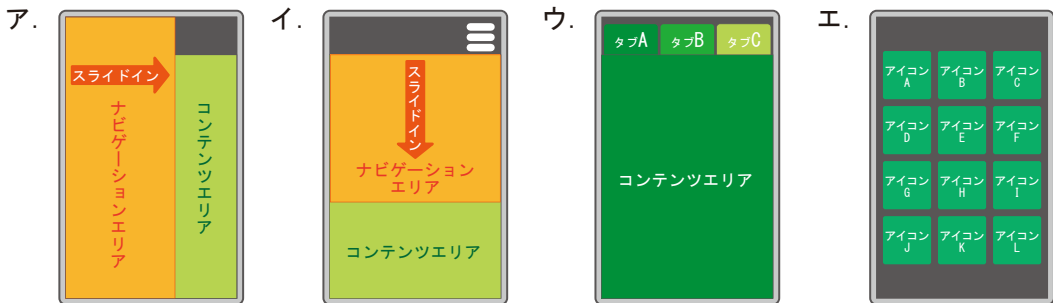 ア.
スライドイン
ナビゲーションエリア
コンテンツエリア
イ.
スライドイン
ナビゲーション
エリア
コンテンツエリア
ウ.
タブA
タブB
タブC
コンテンツエリア
エ.
アイコン
A
アイコン
B
アイコン
C
アイコン
D
アイコン
E
アイコン
F
アイコン
G
アイコン
H
アイコン
I
アイコン
J
アイコン
K
アイコン
L